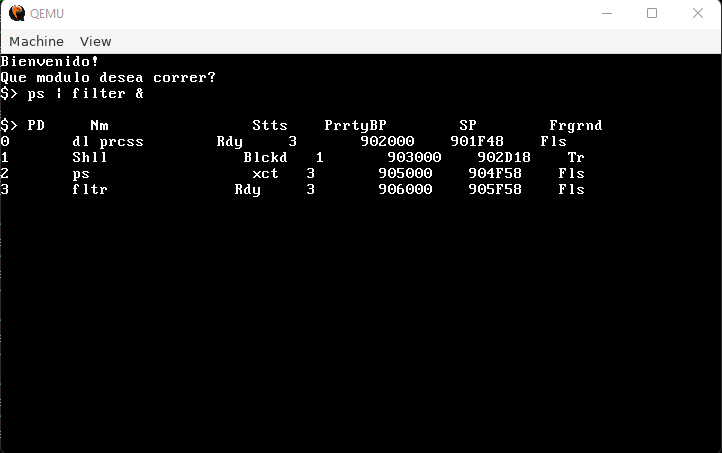 QEMU
Machine View
Bienvenido!
Que modulo desea correr?
$> ps | filter &
$> PD Nm Stts PrrtyBP SP Frgrnd
0 dl prcss Rdy 3 902000 901F48 Fls
1 Shll Blckd 1 903000 902D18 Tr
2 ps xct 3 905000 904F58 Fls
3 fltr Rdy 3 906000 905F58 Fls